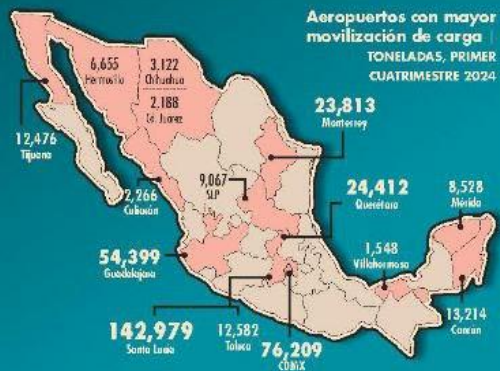 Aeropuertos con mayor
movilización de carga
TONELADAS, PRIMER
CUATRIMESTRE 2024
6,655
Hermosillo
3,122
Chihuahua
2,188
Cd. Juarez
12,476
Tijuana
23,813
Monterrey
2,266
Culiacán
9,067
SLP
24,412
Querétaro
8,528
Mérida
54,399
Guadalajara
1,548
Villahermosa
13,214
Cancún
142,979
Santa Lucía
12,582
Toluca
76,209
CDMX